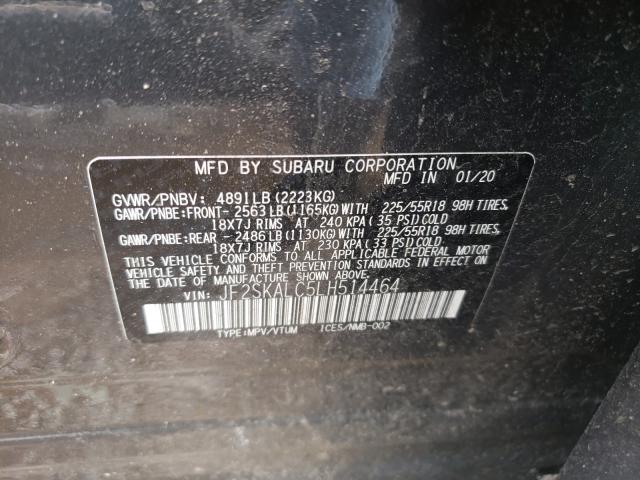 MFD BY SUBARU CORPORATION
MFD IN 01/20
GVWR/PNBV: 4891LB(2223KG)
GAWR/PNBE:FRONT- 2563LB(1165KG)WITH 225/55R18 98H TIRES,
18X7J RIMS AT 240 KPA (35 PSI)COLD
GAWR/PNBE:REAR -2486LB(1130KG)WITH 225/55R18 98H TIRES,
18X7J RIMS AT 230 KPA (33 PSI)COLD
THIS VEHICLE CONFORMS TO ALL APPLICABLE FEDERAL MOTOR
VEHICLE SAFETY AND THEFT PREVENTION STANDARDS IN EFFECT ON
THE DATE OF MANUFACTURE SHOWN ABOVE.
VIN: JF2SKALC5LH514464
TYPE:MPV/VTUM ICES/NMB-002